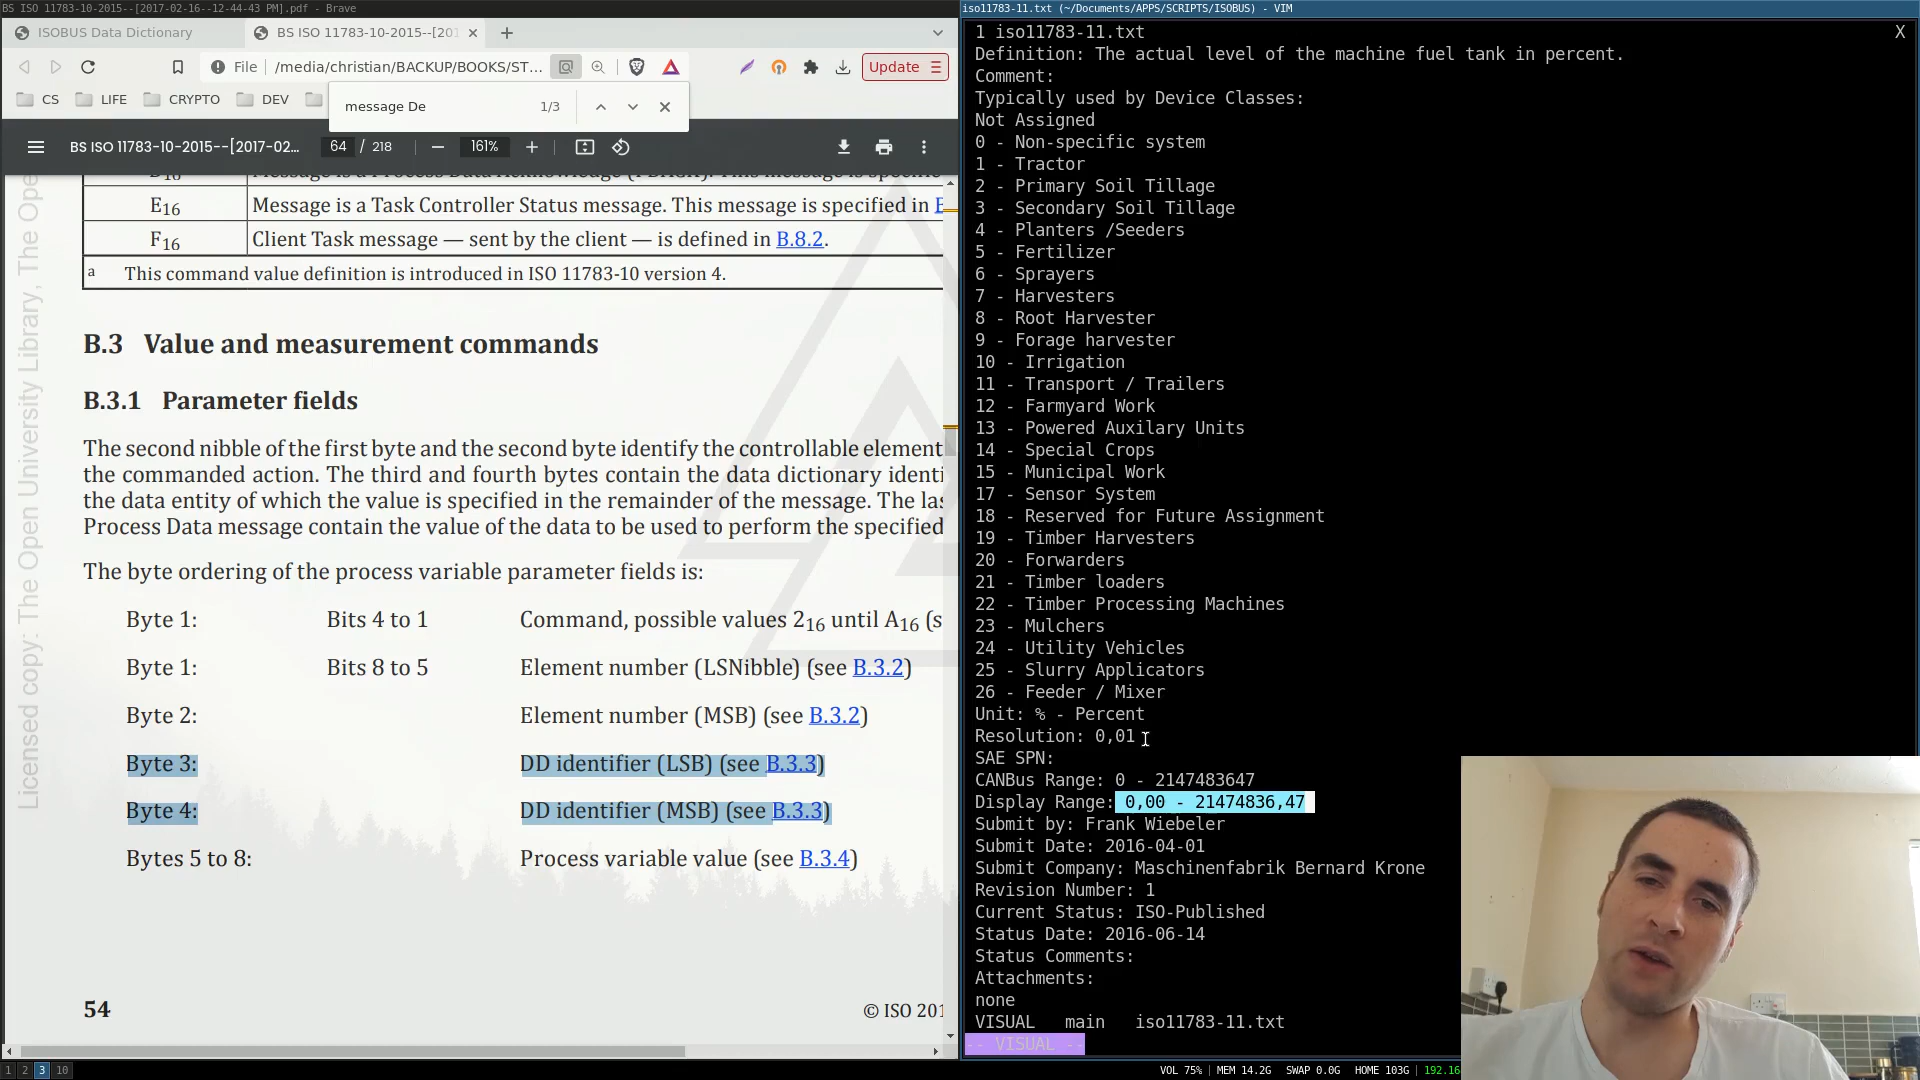 BS ISO 11783-10-2015--[2017-02-16--12-44-43 PM].pdf - Brave
ISOBUS Data Dictionary
BS ISO 11783-10-2015--[201
File
/media/christian/BACKUP/BOOKS/ST...
Update
CS
LIFE
CRYPTO
DEV
message De
1/3
BS ISO 11783-10-2015--[2017-02...
64 / 218
161%
E16 Message is a Task Controller Status message. This message is specified in
F16 Client Task message — sent by the client — is defined in B.8.2.
a This command value definition is introduced in ISO 11783-10 version 4.
B.3 Value and measurement commands
B.3.1 Parameter fields
The second nibble of the first byte and the second byte identify the controllable element
the commanded action. The third and fourth bytes contain the data dictionary identi
the data entity of which the value is specified in the remainder of the message. The las
Process Data message contain the value of the data to be used to perform the specified
The byte ordering of the process variable parameter fields is:
Byte 1: Bits 4 to 1 Command, possible values 216 until A16 (s
Byte 1: Bits 8 to 5 Element number (LSNibble) (see B.3.2)
Byte 2: Element number (MSB) (see B.3.2)
Byte 3: DD identifier (LSB) (see B.3.3)
Byte 4: DD identifier (MSB) (see B.3.3)
Bytes 5 to 8: Process variable value (see B.3.4)
54
© ISO 201
Licensed copy: The Open University Library, The Ope
iso11783-11.txt (~/Documents/APPS/SCRIPTS/ISOBUS) - VIM
1 iso11783-11.txt X
Definition: The actual level of the machine fuel tank in percent.
Comment:
Typically used by Device Classes:
Not Assigned
0 - Non-specific system
1 - Tractor
2 - Primary Soil Tillage
3 - Secondary Soil Tillage
4 - Planters /Seeders
5 - Fertilizer
6 - Sprayers
7 - Harvesters
8 - Root Harvester
9 - Forage harvester
10 - Irrigation
11 - Transport / Trailers
12 - Farmyard Work
13 - Powered Auxilary Units
14 - Special Crops
15 - Municipal Work
17 - Sensor System
18 - Reserved for Future Assignment
19 - Timber Harvesters
20 - Forwarders
21 - Timber loaders
22 - Timber Processing Machines
23 - Mulchers
24 - Utility Vehicles
25 - Slurry Applicators
26 - Feeder / Mixer
Unit: % - Percent
Resolution: 0,01
SAE SPN:
CANBus Range: 0 - 2147483647
Display Range: 0,00 - 21474836,47
Submit by: Frank Wiebeler
Submit Date: 2016-04-01
Submit Company: Maschinenfabrik Bernard Krone
Revision Number: 1
Current Status: ISO-Published
Status Date: 2016-06-14
Status Comments:
Attachments:
none
VISUAL main iso11783-11.txt
-- VISUAL --
1 2 3 10
VOL 75% | MEM 14.2G | SWAP 0.0G | HOME 103G | 192.16